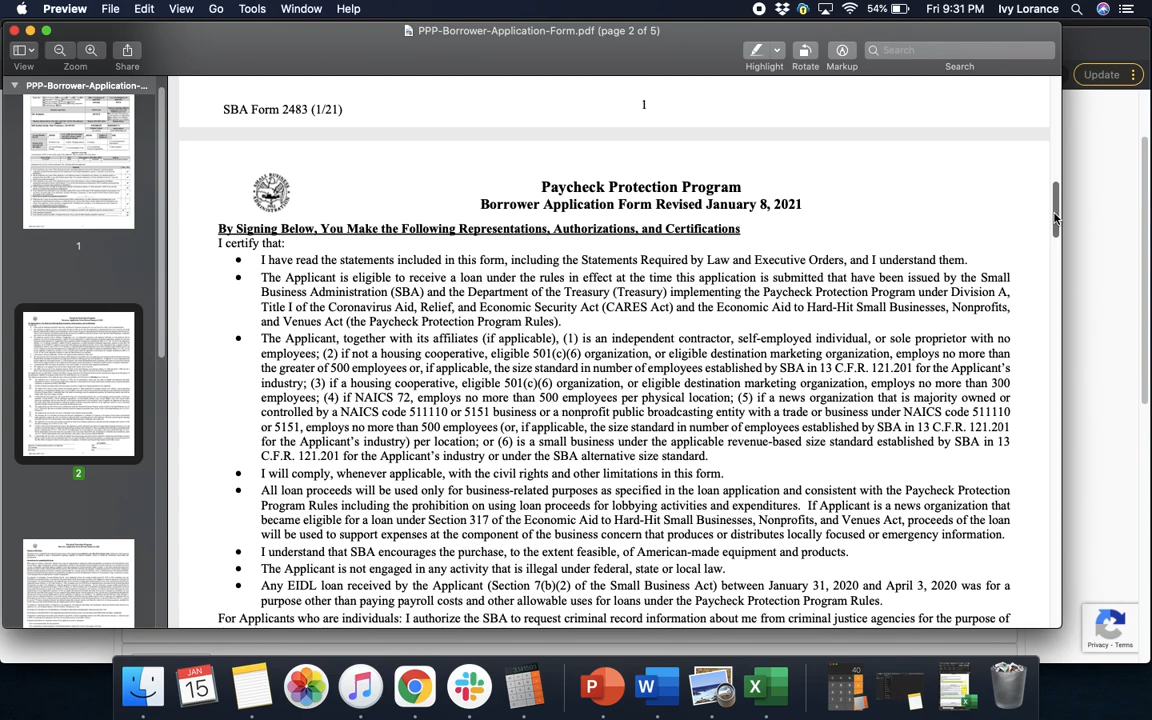 Preview File Edit View Go Tools Window Help 54% Fri 9:31 PM Ivy Lorance
PPP-Borrower-Application-Form.pdf (page 2 of 5)
Search
View Zoom Share Highlight Rotate Markup Search
Update
PPP-Borrower-Application-...
1
2
SBA Form 2483 (1/21)
1
Paycheck Protection Program
Borrower Application Form Revised January 8, 2021
By Signing Below, You Make the Following Representations, Authorizations, and Certifications
I certify that:
• I have read the statements included in this form, including the Statements Required by Law and Executive Orders, and I understand them.
• The Applicant is eligible to receive a loan under the rules in effect at the time this application is submitted that have been issued by the Small
Business Administration (SBA) and the Department of the Treasury (Treasury) implementing the Paycheck Protection Program under Division A,
Title I of the Coronavirus Aid, Relief, and Economic Security Act (CARES Act) and the Economic Aid to Hard-Hit Small Businesses, Nonprofits,
and Venues Act (the Paycheck Protection Program Rules).
• The Applicant, together with its affiliates (if applicable), (1) is an independent contractor, self-employed individual, or sole proprietor with no
employees; (2) if not a housing cooperative, eligible 501(c)(6) organization, or eligible destination marketing organization, employs no more than
the greater of 500 employees or, if applicable, the size standard in number of employees established by SBA in 13 C.F.R. 121.201 for the Applicant's
industry; (3) if a housing cooperative, eligible 501(c)(6) organization, or eligible destination marketing organization, employs no more than 300
employees; (4) if NAICS 72, employs no more than 500 employees per physical location; (5) if a news organization that is majority owned or
controlled by a NAICS code 511110 or 5151 business or a nonprofit public broadcasting entity with a trade or business under NAICS code 511110
or 5151, employs no more than 500 employees (or, if applicable, the size standard in number of employees established by SBA in 13 C.F.R. 121.201
for the Applicant's industry) per location; or (6) is a small business under the applicable revenue-based size standard established by SBA in 13
C.F.R. 121.201 for the Applicant's industry or under the SBA alternative size standard.
• I will comply, whenever applicable, with the civil rights and other limitations in this form.
• All loan proceeds will be used only for business-related purposes as specified in the loan application and consistent with the Paycheck Protection
Program Rules including the prohibition on using loan proceeds for lobbying activities and expenditures. If Applicant is a news organization that
became eligible for a loan under Section 317 of the Economic Aid to Hard-Hit Small Businesses, Nonprofits, and Venues Act, proceeds of the loan
will be used to support expenses at the component of the business concern that produces or distributes locally focused or emergency information.
• I understand that SBA encourages the purchase, to the extent feasible, of American-made equipment and products.
• The Applicant is not engaged in any activity that is illegal under federal, state or local law.
• Any EIDL loan received by the Applicant (Section 7(b)(2) of the Small Business Act) between January 31, 2020 and April 3, 2020 was for a
purpose other than paying payroll costs and other allowable uses for loans under the Paycheck Protection Program Rules.
For Applicants who are individuals: I authorize the SBA to request criminal record information about me from criminal justice agencies for the purpose of
Privacy - Terms
JAN
15
40